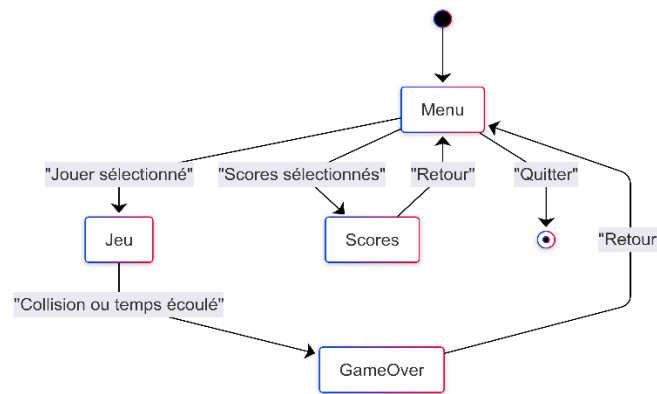 Menu
"Jouer sélectionné"
"Scores sélectionnés"
"Retour"
"Quitter"
Jeu
Scores
"Retour
"Collision ou temps écoulé"
GameOver